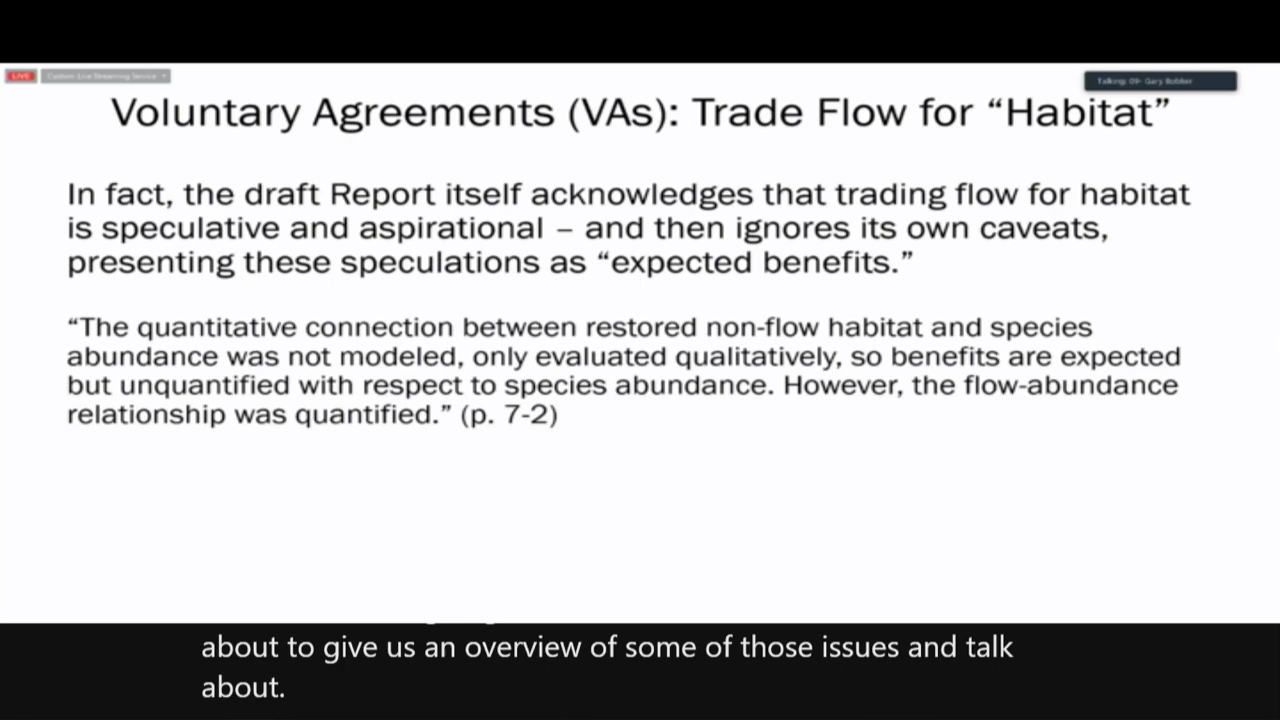 LIVE
Custom Live Streaming Service
Talking: 09- Gary Bobker
Voluntary Agreements (VAs): Trade Flow for “Habitat”
In fact, the draft Report itself acknowledges that trading flow for habitat
is speculative and aspirational – and then ignores its own caveats,
presenting these speculations as “expected benefits.”
“The quantitative connection between restored non-flow habitat and species
abundance was not modeled, only evaluated qualitatively, so benefits are expected
but unquantified with respect to species abundance. However, the flow-abundance
relationship was quantified.” (p. 7-2)
about to give us an overview of some of those issues and talk
about.